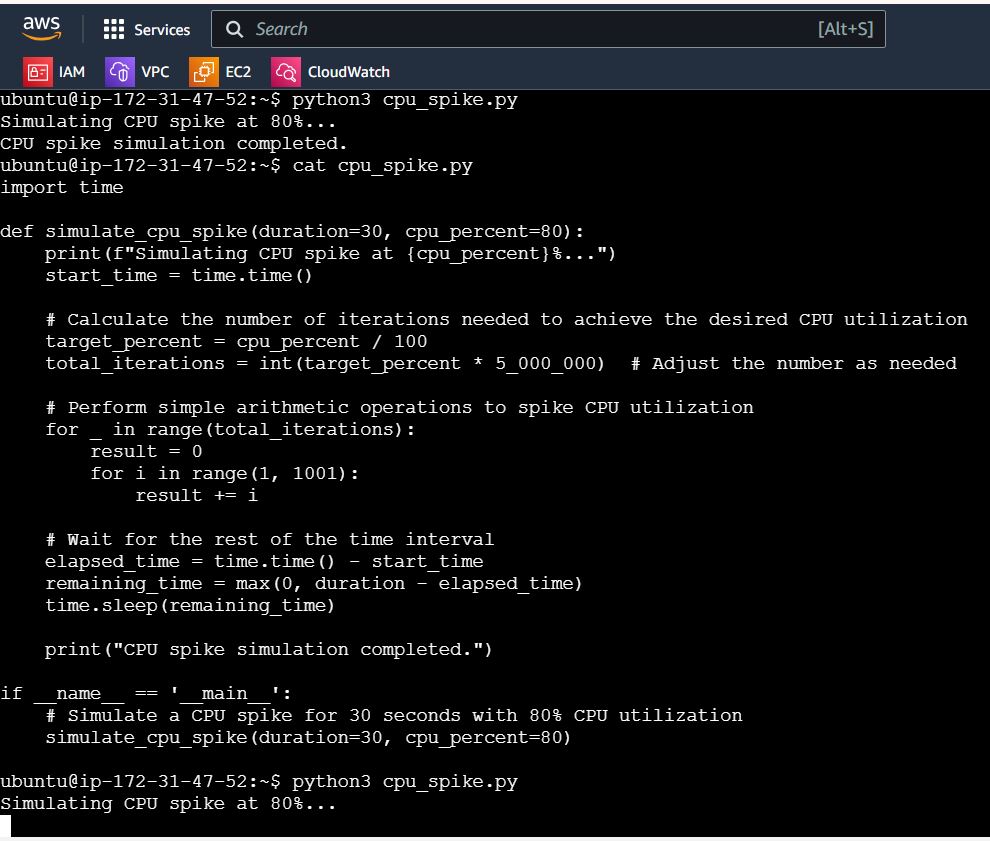 aws
Services
Search
[Alt+S]
IAM
VPC
EC2
CloudWatch
ubuntu@ip-172-31-47-52:~$ python3 cpu_spike.py
Simulating CPU spike at 80%...
CPU spike simulation completed.
ubuntu@ip-172-31-47-52:~$ cat cpu_spike.py
import time

def simulate_cpu_spike(duration=30, cpu_percent=80):
    print(f"Simulating CPU spike at {cpu_percent}%...")
    start_time = time.time()

    # Calculate the number of iterations needed to achieve the desired CPU utilization
    target_percent = cpu_percent / 100
    total_iterations = int(target_percent * 5_000_000)  # Adjust the number as needed

    # Perform simple arithmetic operations to spike CPU utilization
    for _ in range(total_iterations):
        result = 0
        for i in range(1, 1001):
            result += i

    # Wait for the rest of the time interval
    elapsed_time = time.time() - start_time
    remaining_time = max(0, duration - elapsed_time)
    time.sleep(remaining_time)

    print("CPU spike simulation completed.")

if __name__ == '__main__':
    # Simulate a CPU spike for 30 seconds with 80% CPU utilization
    simulate_cpu_spike(duration=30, cpu_percent=80)

ubuntu@ip-172-31-47-52:~$ python3 cpu_spike.py
Simulating CPU spike at 80%...